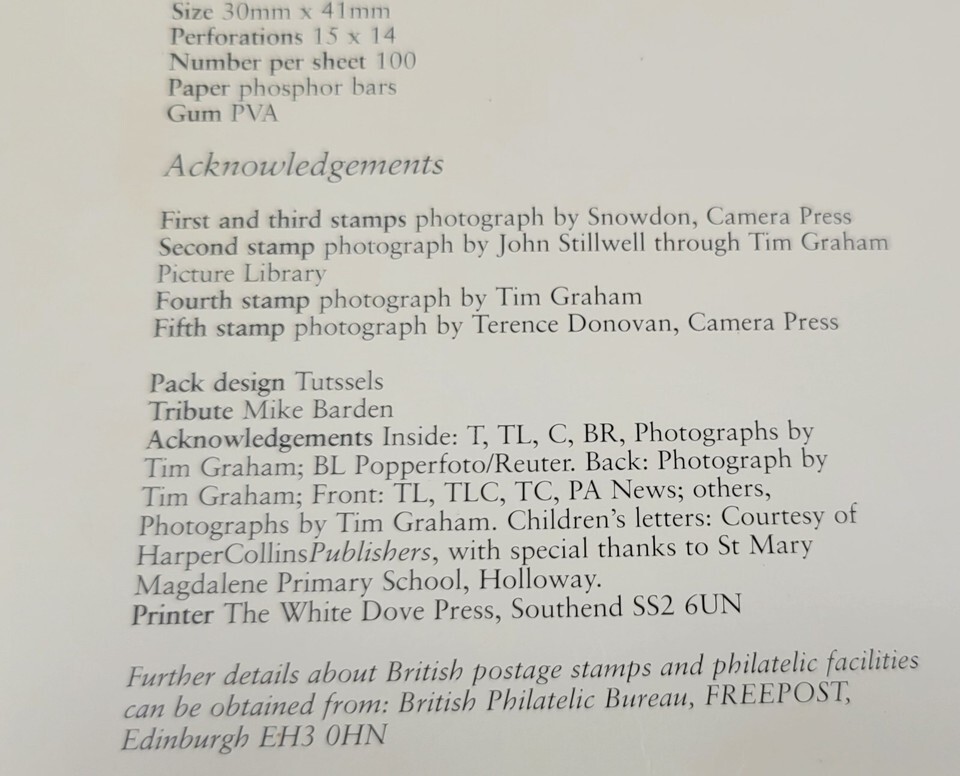 Size 30mm x 41mm
Perforations 15 x 14
Number per sheet 100
Paper phosphor bars
Gum PVA
Acknowledgements
First and third stamps photograph by Snowdon, Camera Press
Second stamp photograph by John Stillwell through Tim Graham
Picture Library
Fourth stamp photograph by Tim Graham
Fifth stamp photograph by Terence Donovan, Camera Press
Pack design Tutssels
Tribute Mike Barden
Acknowledgements Inside: T, TL, C, BR, Photographs by
Tim Graham; BL Popperfoto/Reuter. Back: Photograph by
Tim Graham; Front: TL, TLC, TC, PA News; others,
Photographs by Tim Graham. Children's letters: Courtesy of
HarperCollinsPublishers, with special thanks to St Mary
Magdalene Primary School, Holloway.
Printer The White Dove Press, Southend SS2 6UN
Further details about British postage stamps and philatelic facilities
can be obtained from: British Philatelic Bureau, FREEPOST,
Edinburgh EH3 0HN